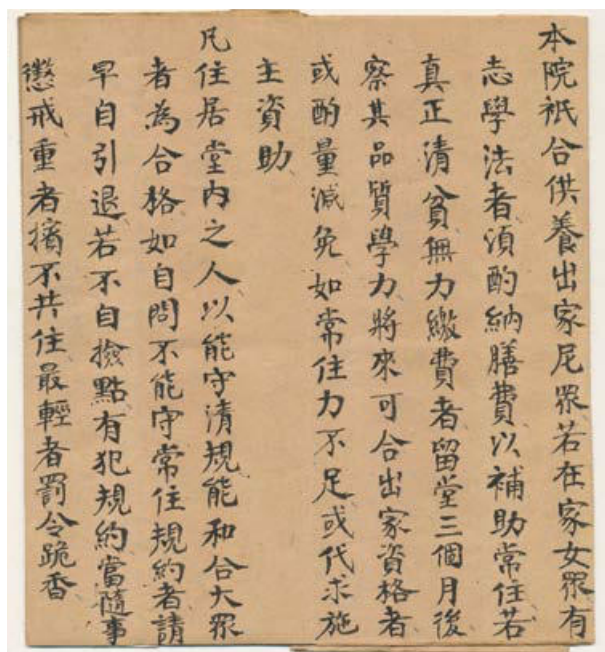 本院祇合供養出家尼眾若在家女眾有
志學法者須酌納膳費以補助常住若
真正清貧無力繳費者留堂三個月後
察其品質學力將來可合出家資格者
或酌量減免如常住力不足或代求施
主資助
凡住居堂內之人以能守清規能和合大眾
者為合格如自問不能守常住規約者請
早自引退若不自撿點有犯規約當隨事
懲戒重者擯不共住最輕者罰令跪香